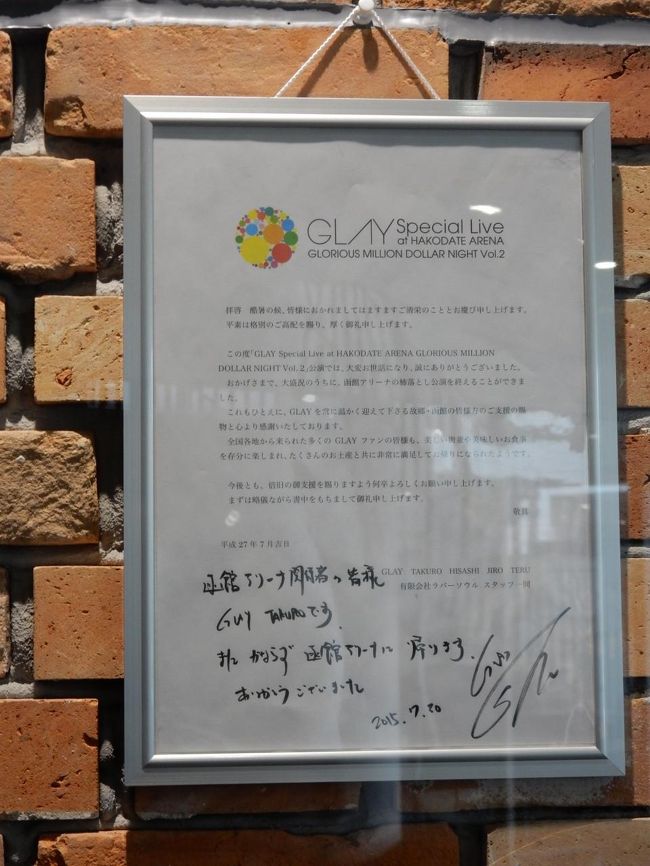 GLAY Special Live
at HAKODATE ARENA
GLORIOUS MILLION DOLLAR NIGHT Vol.2
拝啓 酷暑の候、皆様におかれましてはますますご清栄のこととお慶び申し上げます。
平素は格別のご高配を賜り、厚く御礼申し上げます。
この度「GLAY Special Live at HAKODATE ARENA GLORIOUS MILLION
DOLLAR NIGHT Vol. 2」公演では、大変お世話になり、誠にありがとうございました。
おかげさまで、大盛況のうちに、函館アリーナの柿落とし公演を終えることができま
した。
これもひとえに、GLAY を常に温かく迎えて下さる故郷・函館の皆様方のご支援の賜
物と心より感謝いたしております。
全国各地から来られた多くの GLAY ファンの皆様も、美しい街並や美味しいお食事
を存分に楽しまれ、たくさんのお土産と共に非常に満足してお帰りになられたようです。
今後とも、倍旧の御支援を賜りますよう何卒よろしくお願い申し上げます。
まずは略儀ながら書中をもちまして御礼申し上げます。
敬具
平成 27 年 7 月吉日
GLAY TAKURO HISASHI JIRO TERU
有限会社ラバーソウル スタッフ一同
函館アリーナ関係者の皆様
GLAY TAKUROです。
また かならず 函館アリーナに 帰ります。
ありがとうございました
2015.7.20